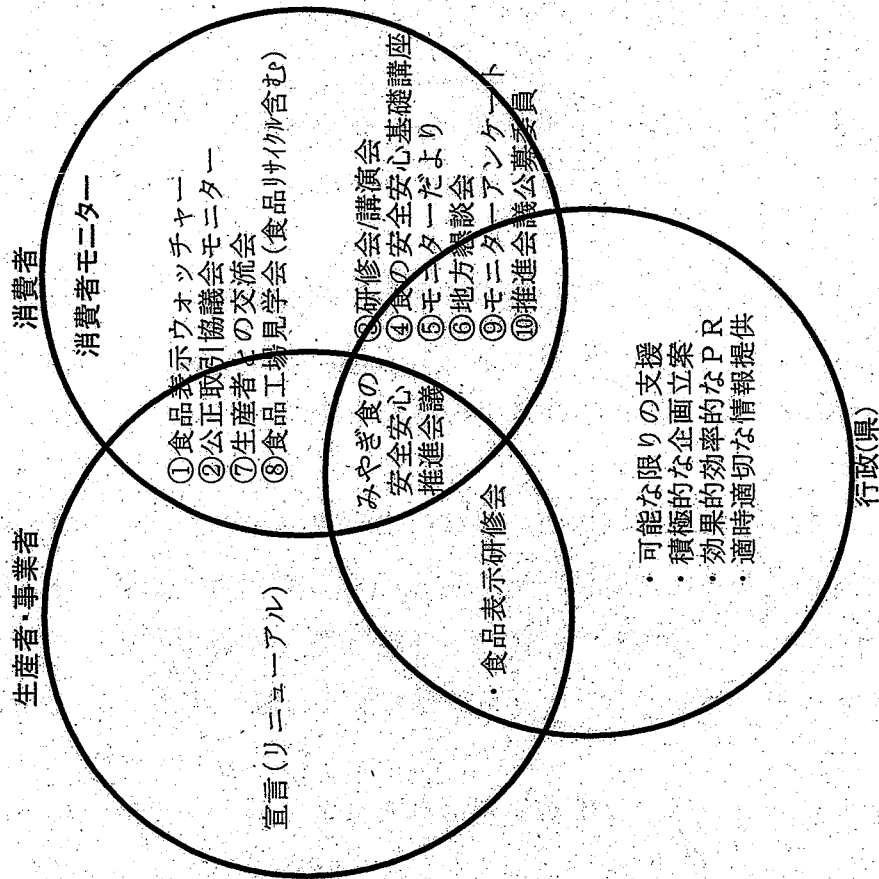 生産者・事業者
消費者
消費者モニター
宣言(リニューアル)
①食品表示ウォッチャー
②公正取引協議会モニター
⑦生産者との交流会
⑧食品工場見学会(食品リサイクル含む)
みやぎ食の
安全安心
推進会議
③研修会/講演会
④食の安全安心基礎講座
⑤モニターだより
⑥地方懇談会
⑨モニターアンケート
⑩推進会議公募委員
・食品表示研修会
・可能な限りの支援
・積極的な企画立案
・効果的効率的なPR
・適時適切な情報提供
行政(県)